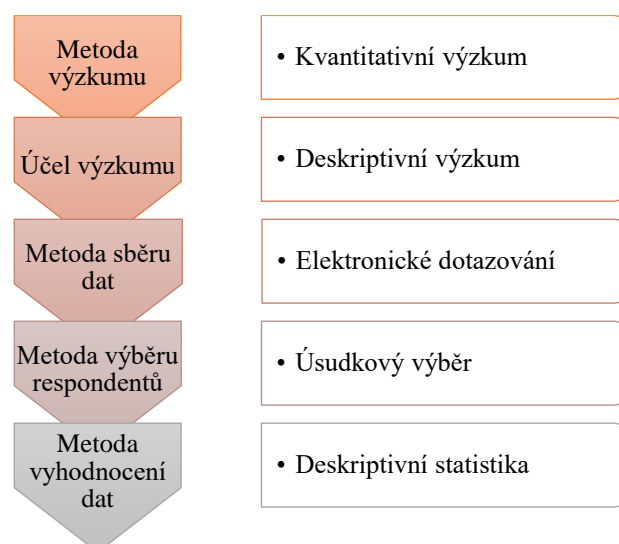 Metoda
výzkumu
• Kvantitativní výzkum
Účel výzkumu
• Deskriptivní výzkum
Metoda sběru
dat
• Elektronické dotazování
Metoda výběru
respondentů
• Úsudkový výběr
Metoda
vyhodnocení
dat
• Deskriptivní statistika